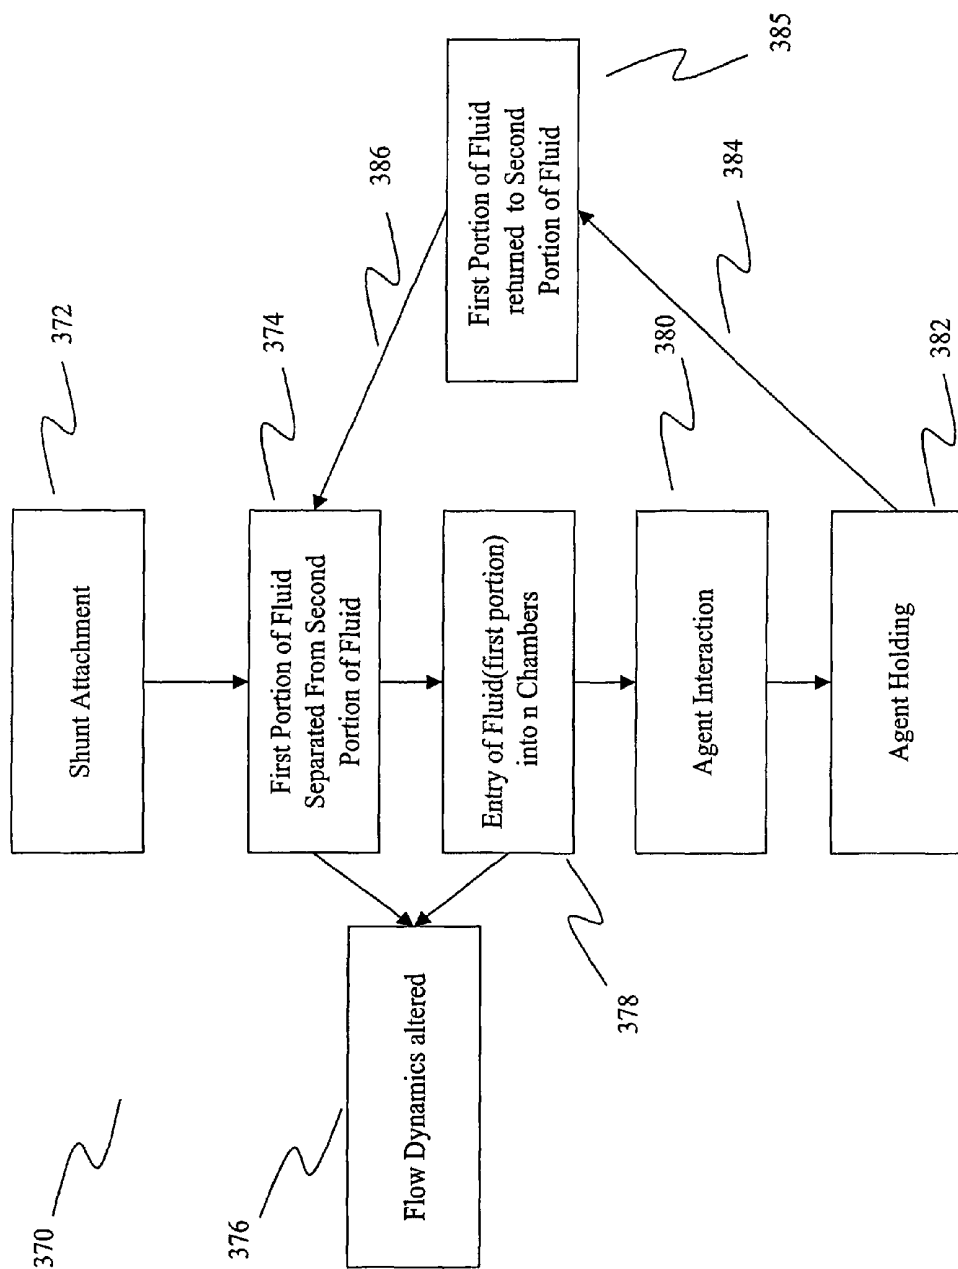 370
Shunt Attachment
372
First Portion of Fluid
Separated From Second
Portion of Fluid
374
Flow Dynamics altered
376
Entry of Fluid(first portion)
into n Chambers
378
Agent Interaction
380
Agent Holding
382
384
First Portion of Fluid
returned to Second
Portion of Fluid
385
386